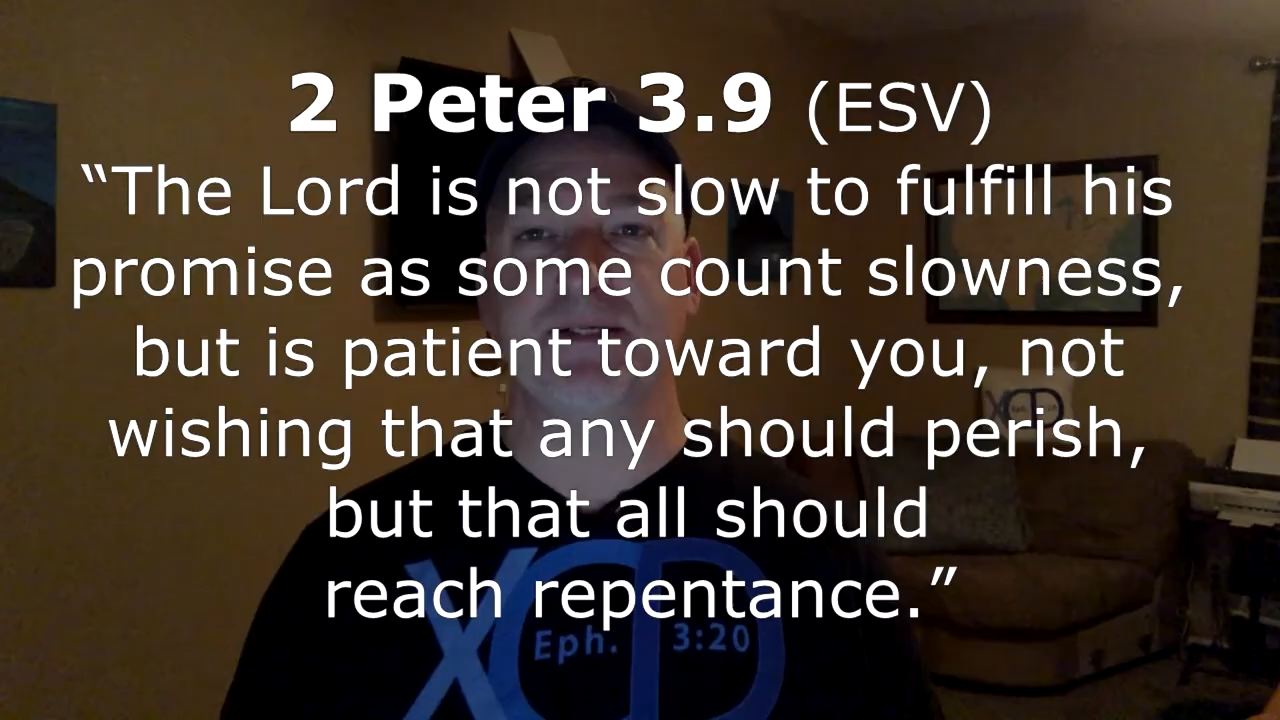 2 Peter 3.9 (ESV)
“The Lord is not slow to fulfill his
promise as some count slowness,
but is patient toward you, not
wishing that any should perish,
but that all should
reach repentance.”
Eph. 3:20